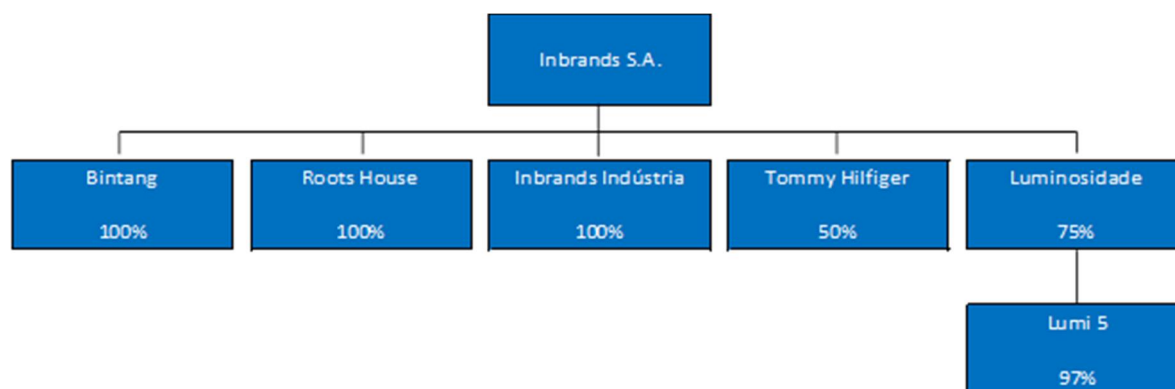 Inbrands S.A.
Bintang
100%
Roots House
100%
Inbrands Indústria
100%
Tommy Hilfiger
50%
Luminosidade
75%
Lumi 5
97%